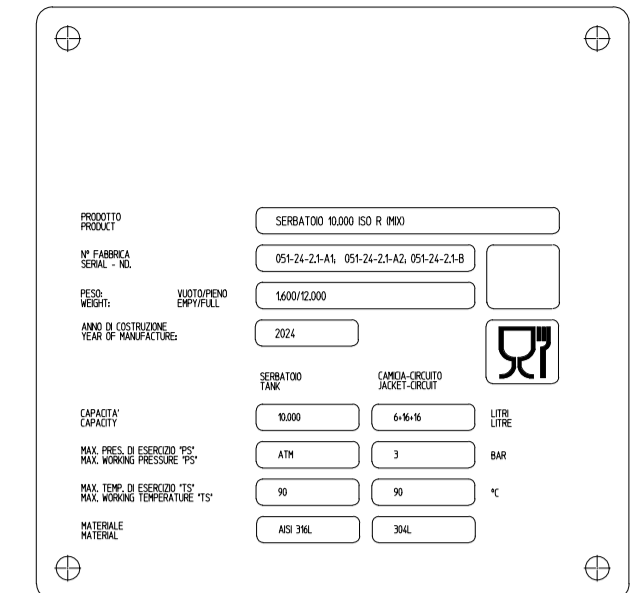 PRODOTTO
PRODUCT
SERBATOIO 10.000 ISO R (MIX)
N° FABBRICA
SERIAL - NO.
051-24-2.1-A1; 051-24-2.1-A2; 051-24-2.1-B
PESO: VUOTO/PIENO
WEIGHT: EMPY/FULL
1.600/12.000
ANNO DI COSTRUZIONE
YEAR OF MANUFACTURE:
2024
SERBATOIO CAMICIA-CIRCUITO
TANK JACKET-CIRCUIT
CAPACITA' LITRI
CAPACITY LITRE
10.000 6+16+16
MAX. PRES. DI ESERCIZIO "PS"
MAX. WORKING PRESSURE "PS"
ATM 3 BAR
MAX. TEMP. DI ESERCIZIO "TS"
MAX. WORKING TEMPERATURE "TS"
90 90 °C
MATERIALE
MATERIAL
AISI 316L 304L